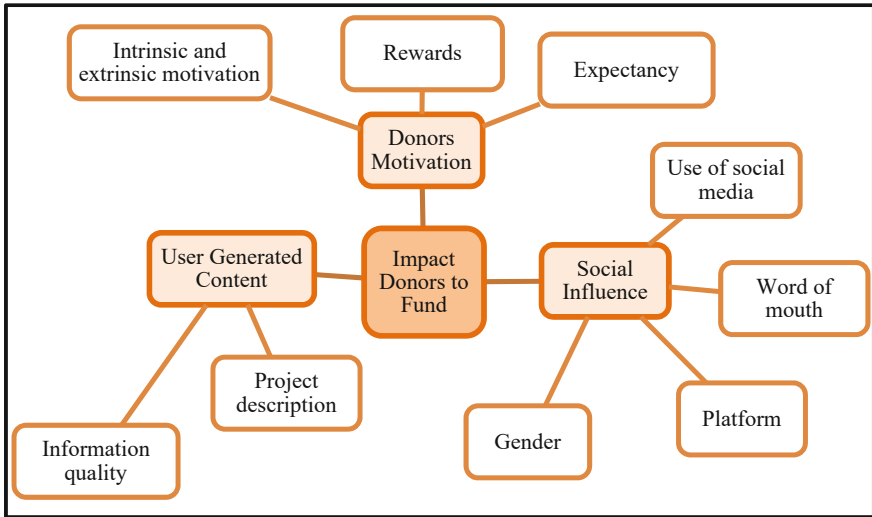 Intrinsic and
extrinsic motivation
Rewards
Expectancy
Donors
Motivation
Use of social
media
User Generated
Content
Impact
Donors to
Fund
Social
Influence
Word of
mouth
Project
description
Information
quality
Gender
Platform